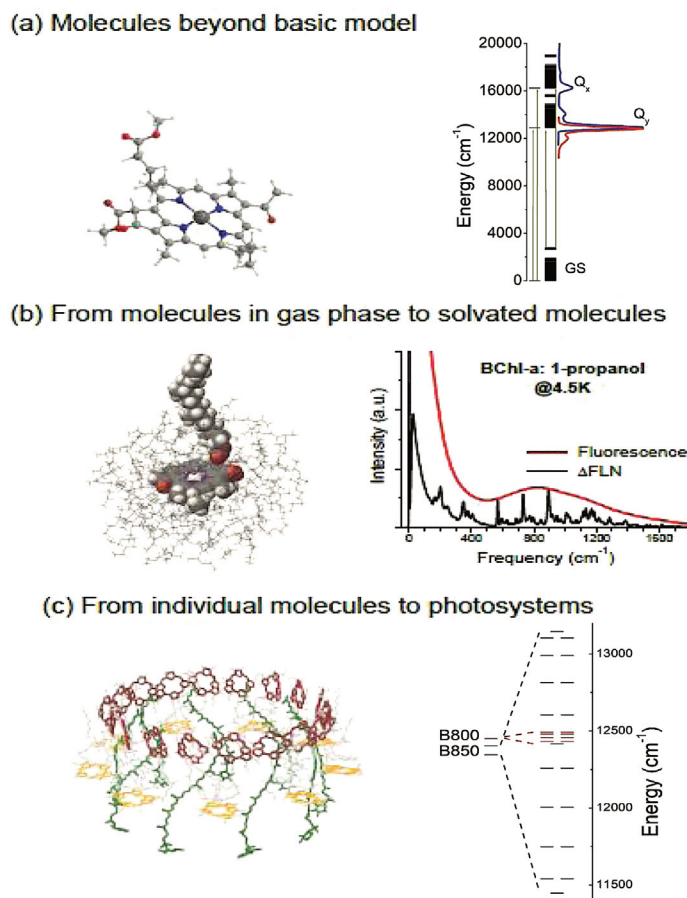 (a) Molecules beyond basic model
20000
16000
12000
8000
4000
0
Energy (cm-1)
Qx
Qy
GS
(b) From molecules in gas phase to solvated molecules
BChl-a: 1-propanol
@4.5K
Fluorescence
ΔFLN
Intensity (a.u.)
0 400 800 1200 1600
Frequency (cm-1)
(c) From individual molecules to photosystems
B800
B850
13000
12500
12000
11500
Energy (cm-1)